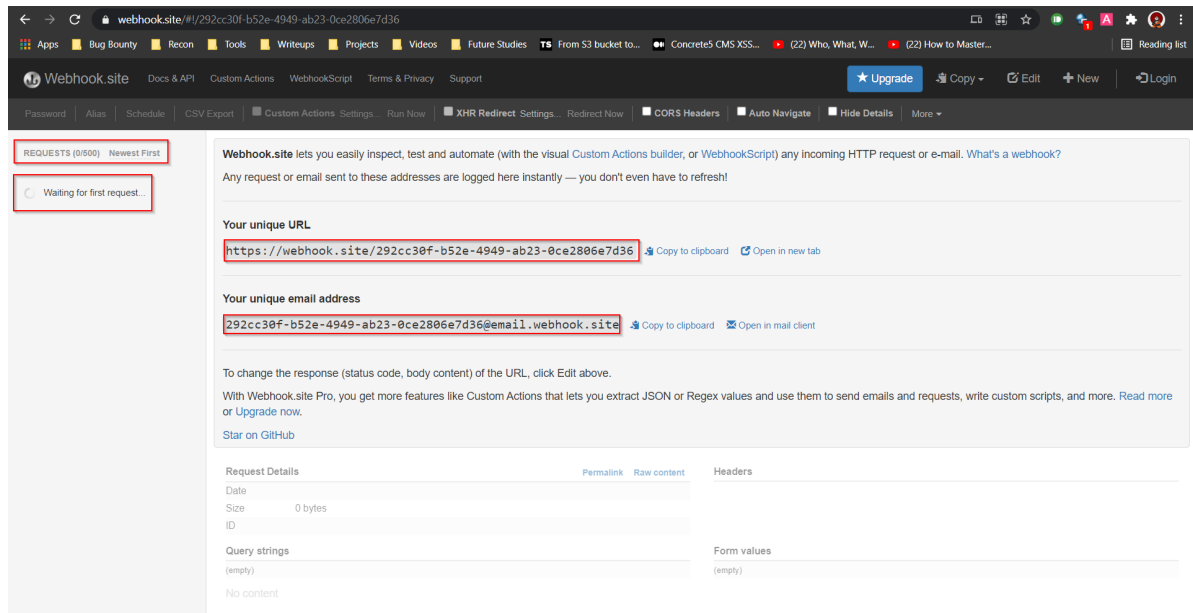 webhook.site/#!/292cc30f-b52e-4949-ab23-0ce2806e7d36
Apps Bug Bounty Recon Tools Writeups Projects Videos Future Studies TS From S3 bucket to... Concrete5 CMS XSS... (22) Who, What, W... (22) How to Master... Reading list
Webhook.site Docs & API Custom Actions WebhookScript Terms & Privacy Support Upgrade Copy Edit New Login
Password Alias Schedule CSV Export Custom Actions Settings... Run Now XHR Redirect Settings... Redirect Now CORS Headers Auto Navigate Hide Details More
REQUESTS (0/500) Newest First
Waiting for first request...
Webhook.site lets you easily inspect, test and automate (with the visual Custom Actions builder, or WebhookScript) any incoming HTTP request or e-mail. What's a webhook?
Any request or email sent to these addresses are logged here instantly — you don't even have to refresh!
Your unique URL
https://webhook.site/292cc30f-b52e-4949-ab23-0ce2806e7d36 Copy to clipboard Open in new tab
Your unique email address
292cc30f-b52e-4949-ab23-0ce2806e7d36@email.webhook.site Copy to clipboard Open in mail client
To change the response (status code, body content) of the URL, click Edit above.
With Webhook.site Pro, you get more features like Custom Actions that lets you extract JSON or Regex values and use them to send emails and requests, write custom scripts, and more. Read more
or Upgrade now.
Star on GitHub
Request Details Permalink Raw content Headers
Date
Size 0 bytes
ID
Query strings Form values
(empty) (empty)
No content